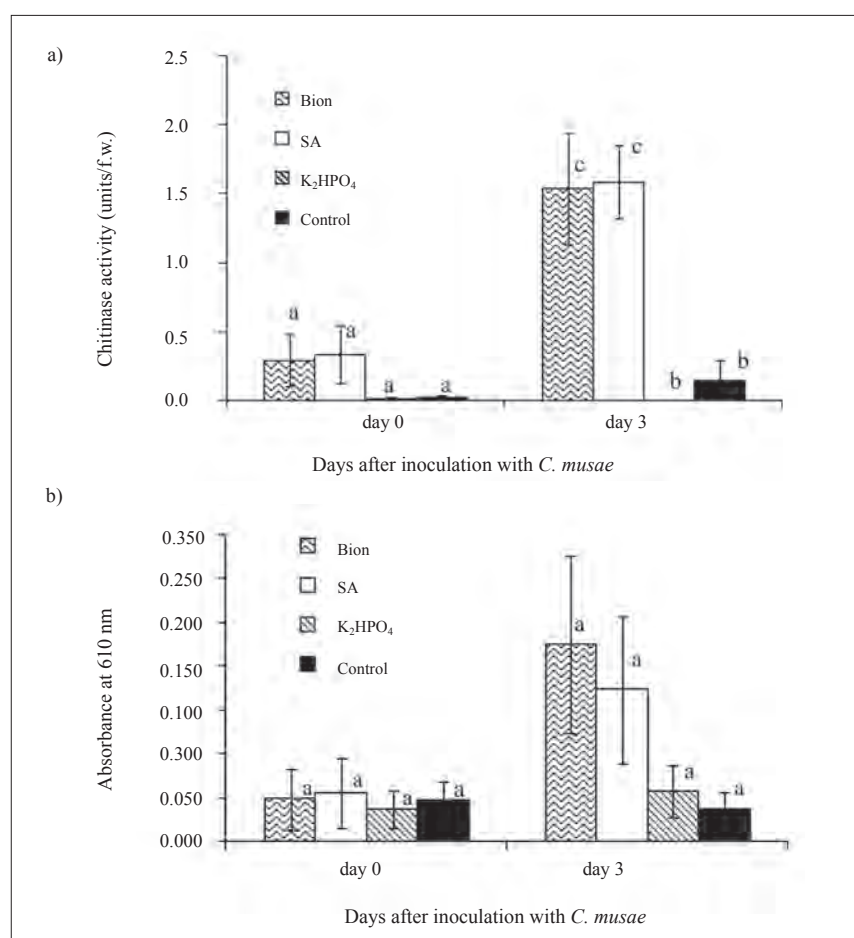 a)
Chitinase activity (units/f.w.)
2.5
2.0
1.5
1.0
0.5
0.0
Bion
SA
K₂HPO₄
Control
a
a
a
a
c
c
b
b
day 0
day 3
Days after inoculation with C. musae
b)
Absorbance at 610 nm
0.350
0.250
0.200
0.150
0.100
0.300
0.050
0.000
Bion
SA
K₂HPO₄
Control
a
a
a
a
a
a
a
a
day 0
day 3
Days after inoculation with C. musae